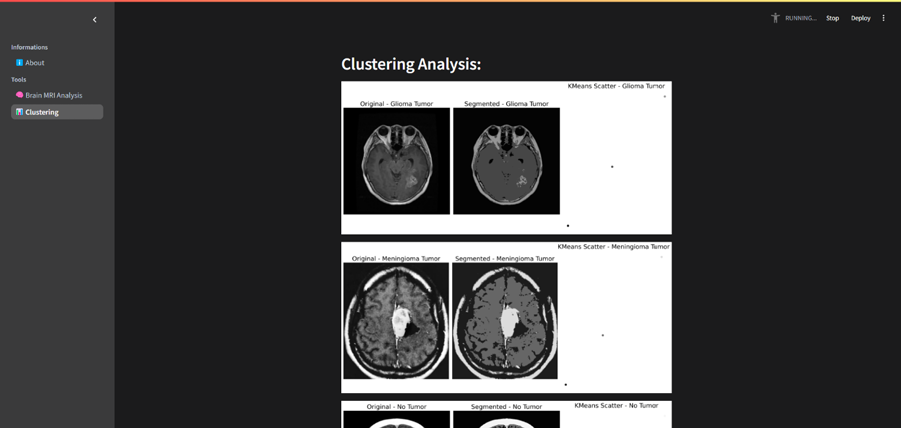 RUNNING...
Stop
Deploy
Informations
About
Tools
Brain MRI Analysis
Clustering
Clustering Analysis:
KMeans Scatter - Glioma Tumor
Original - Glioma Tumor
Segmented - Glioma Tumor
KMeans Scatter - Meningioma Tumor
Original - Meningioma Tumor
Segmented - Meningioma Tumor
Original - No Tumor
Segmented - No Tumor
KMeans Scatter - No Tumor